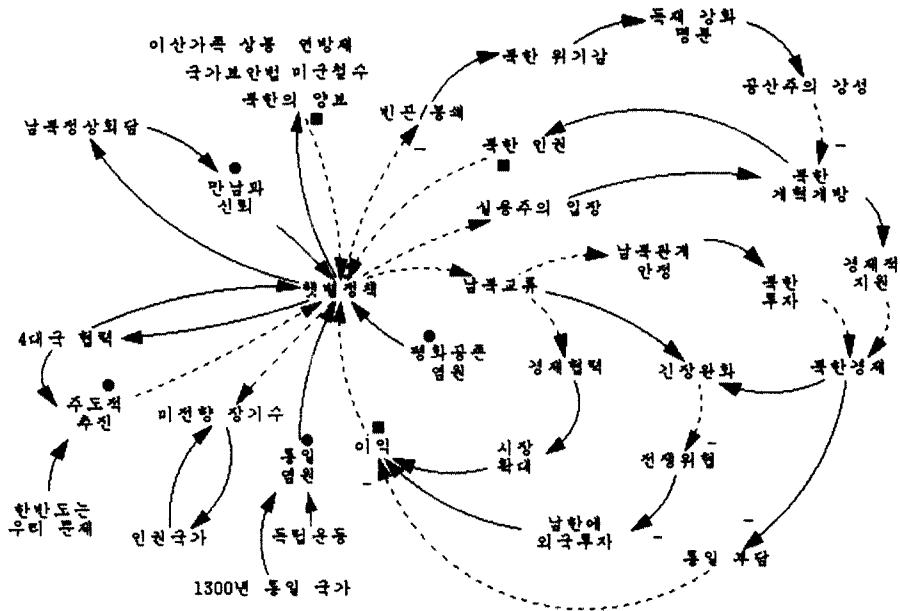 독재 강화
명분
이산가족 상봉 연방재
국가보안법 미군철수
북한의 양보
북한 위기감
공산주의 강성
빈곤 봉쇄
남북정상회담
북한 인권
만남과
신뢰
북한
개혁개방
실용주의 입장
남북관계
안정
경제적
지원
햇볕정책
남북교류
북한
투자
4대국 협력
평화공존
염원
경제협력
긴장완화
북한경제
주도적
추진
미전향 장기수
통일
염원
이익
시장
확대
전쟁위협
한반도는
우리 문제
인권국가
독립운동
남한에
외국투자
통일 부담
1300년 통일 국가